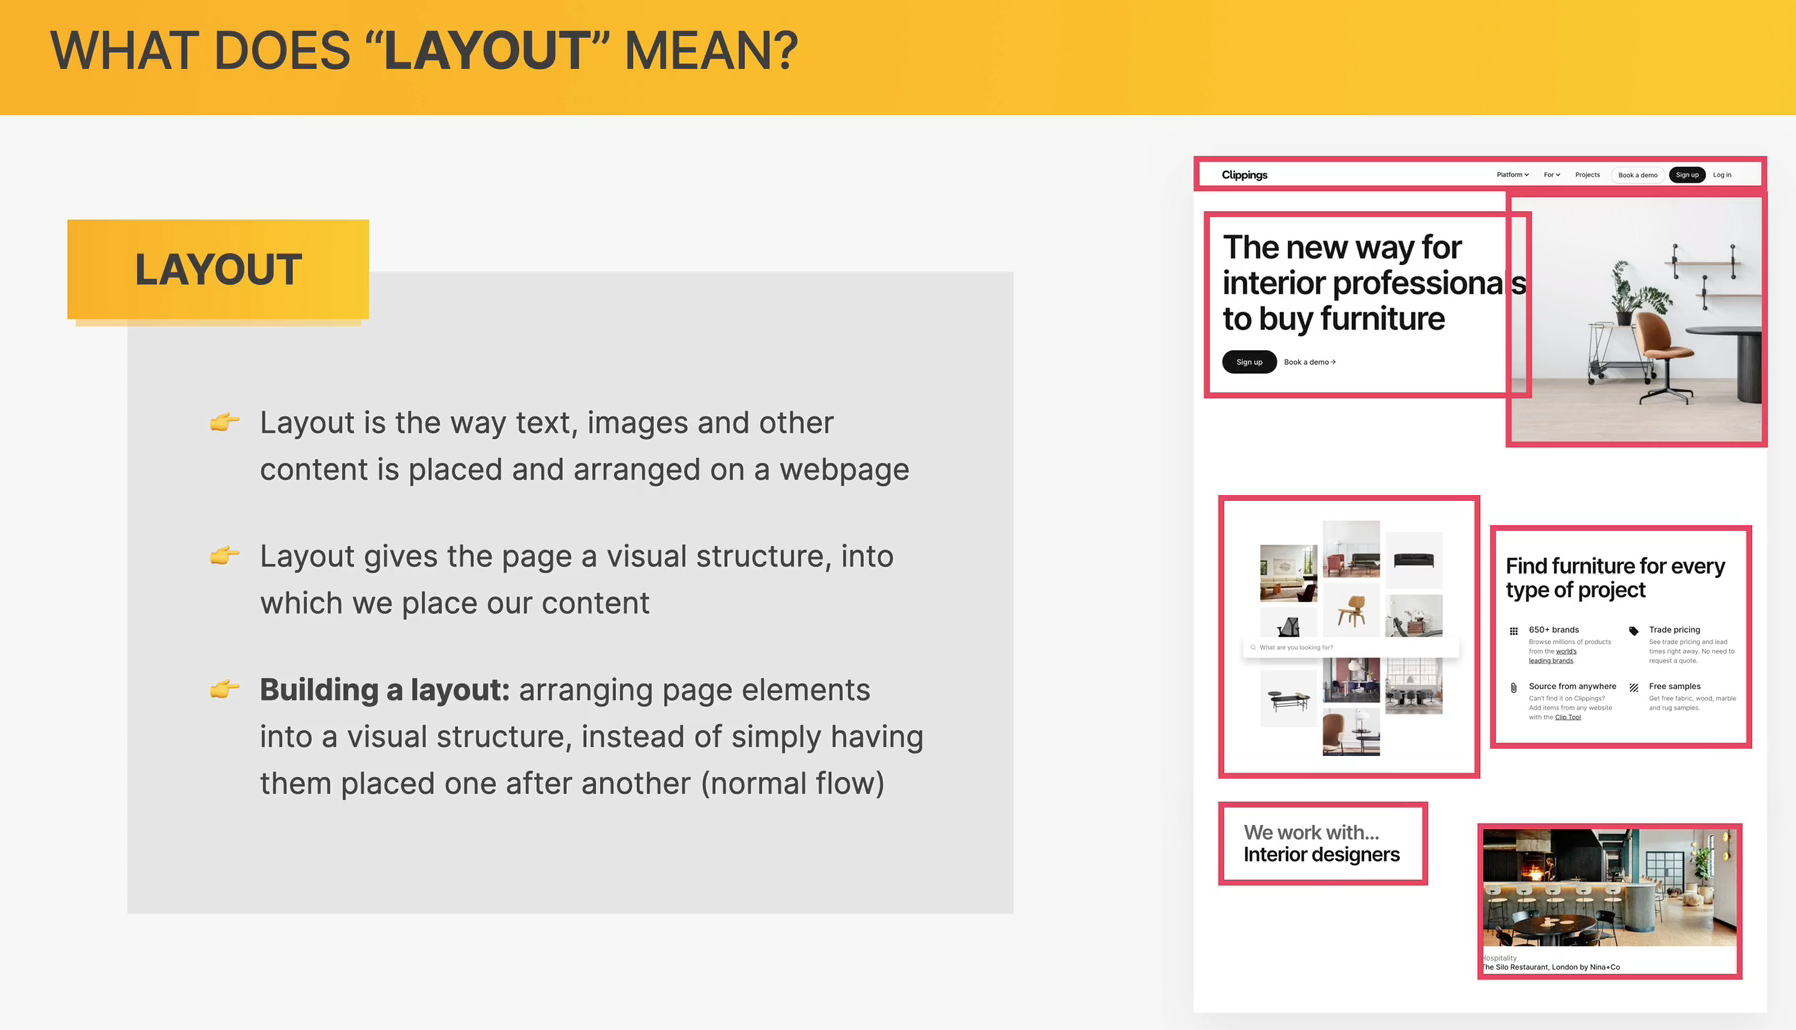 WHAT DOES “LAYOUT” MEAN?
LAYOUT
Layout is the way text, images and other
content is placed and arranged on a webpage
Layout gives the page a visual structure, into
which we place our content
Building a layout: arranging page elements
into a visual structure, instead of simply having
them placed one after another (normal flow)
Clippings
Platform For Projects Book a demo Sign up Log in
The new way for
interior professionals
to buy furniture
Sign up Book a demo →
What are you looking for?
Find furniture for every
type of project
650+ brands
Browse millions of products
from the world's
leading brands.
Trade pricing
See trade pricing and lead
times right away. No need to
request a quote.
Source from anywhere
Can't find it on Clippings?
Add items from any website
with the Clip Tool.
Free samples
Get free fabric, wood, marble
and rug samples.
We work with...
Interior designers
Hospitality
The Silo Restaurant, London by Nina+Co